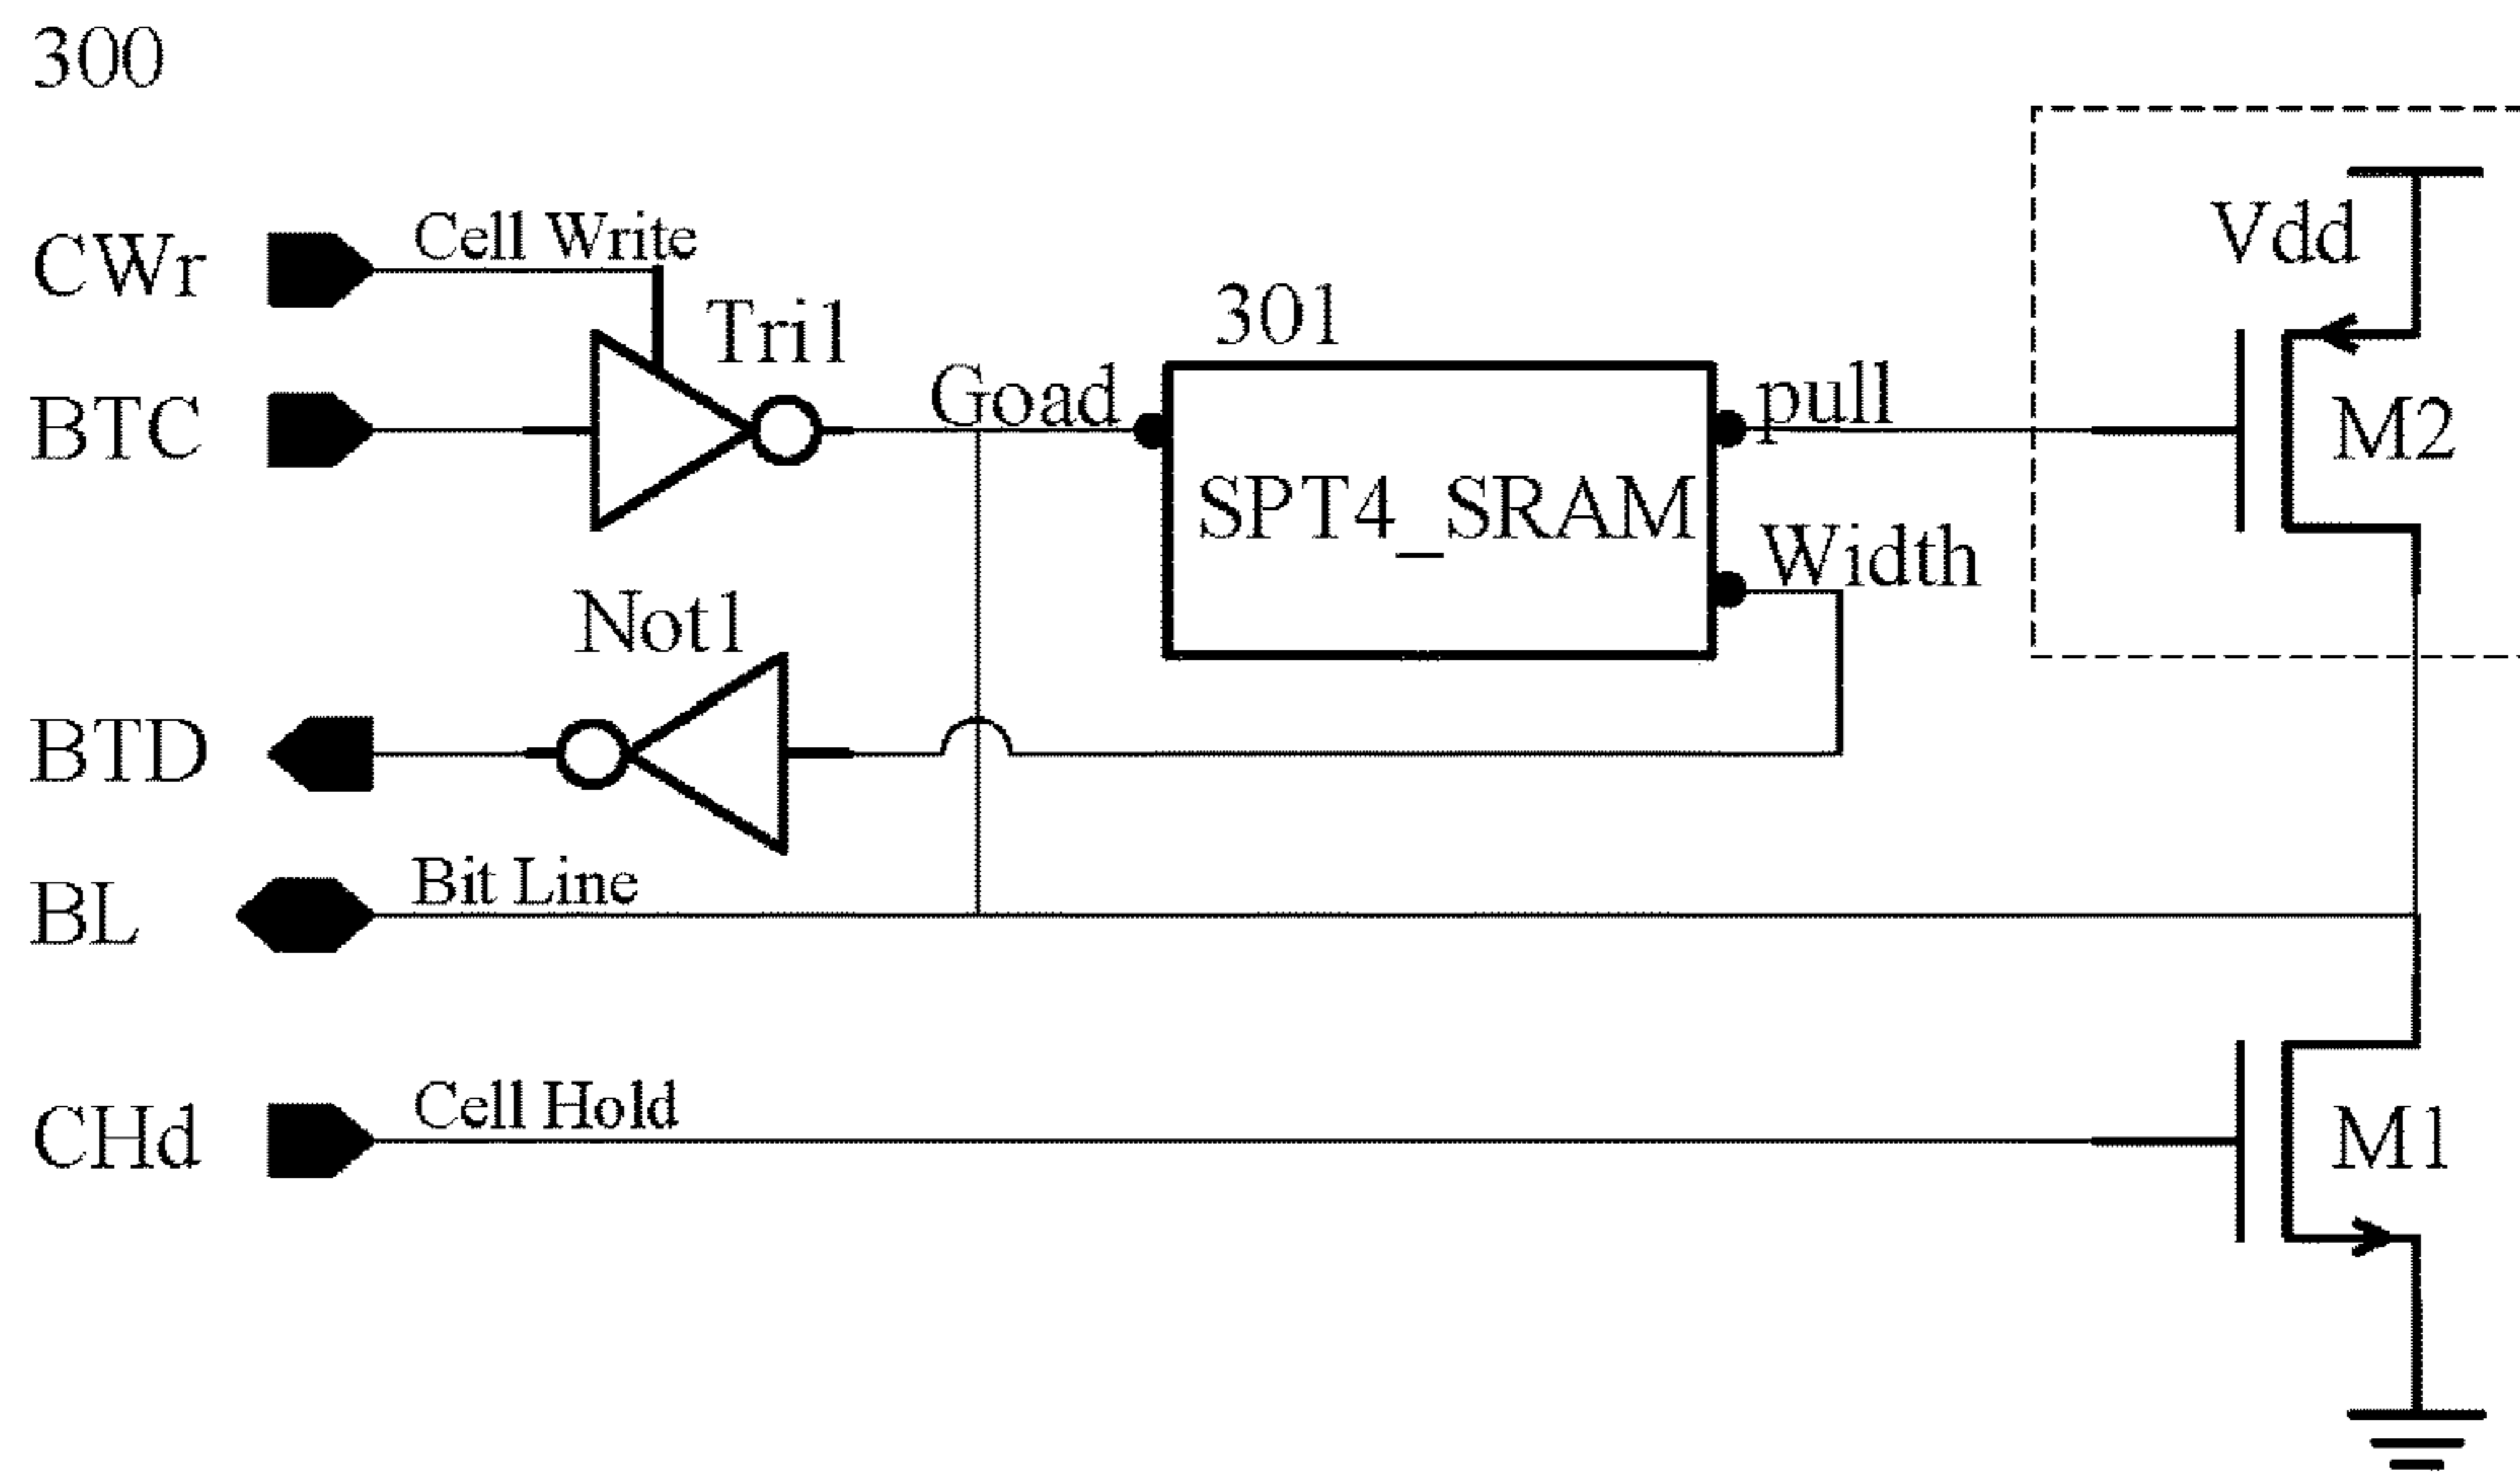 300
CWr
Cell Write
Tri1
BTC
Goad
301
SPT4_SRAM
pull
Width
Vdd
M2
Not1
BTD
BL
Bit Line
CHd
Cell Hold
M1